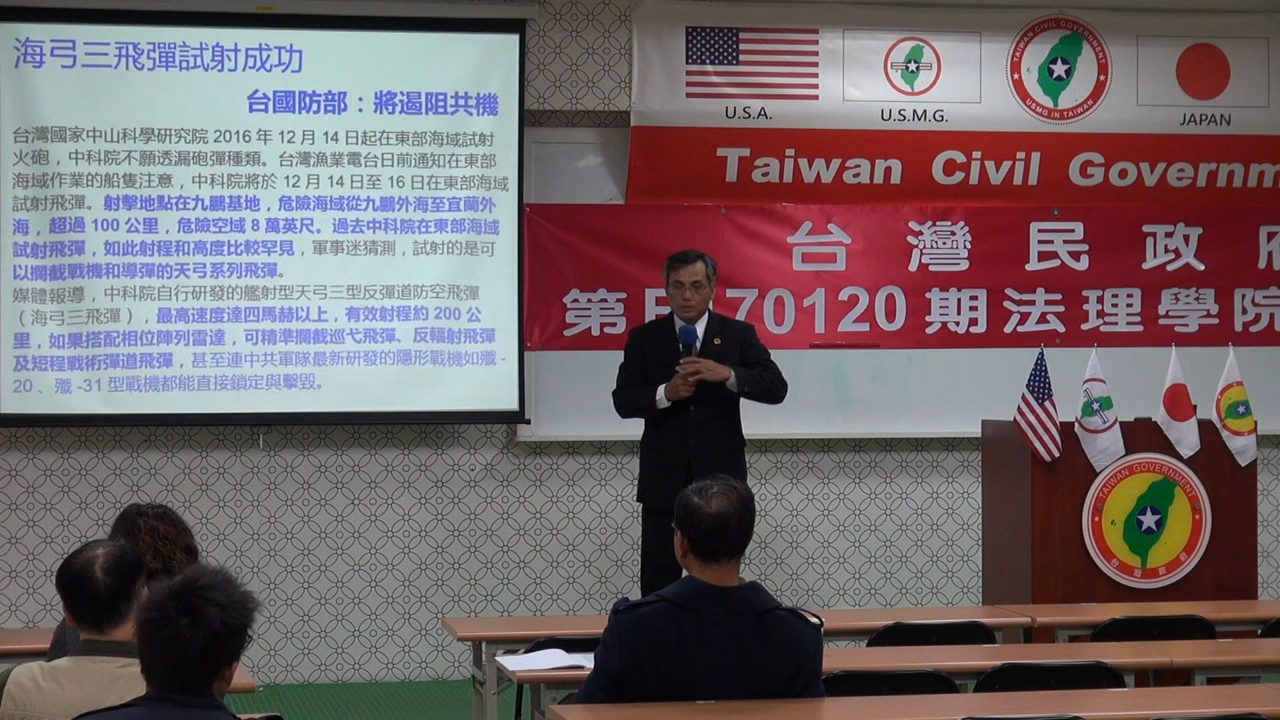 海弓三飛彈試射成功
台國防部：將遏阻共機
台灣國家中山科學研究院 2016 年 12 月 14 日起在東部海域試射
火砲，中科院不願透漏砲彈種類。台灣漁業電台日前通知在東部
海域作業的船隻注意，中科院將於 12 月 14 日至 16 日在東部海域
試射飛彈。射擊地點在九鵬基地，危險海域從九鵬外海至宜蘭外
海，超過 100 公里，危險空域 8 萬英尺。過去中科院在東部海域
試射飛彈，如此射程和高度比較罕見，軍事迷猜測，試射的是可
以攔截戰機和導彈的天弓系列飛彈。
媒體報導，中科院自行研發的艦射型天弓三型反彈道防空飛彈
（海弓三飛彈），最高速度達四馬赫以上，有效射程約 200 公
里，如果搭配相位陣列雷達，可精準攔截巡弋飛彈、反輻射飛彈
及短程戰術彈道飛彈，甚至連中共軍隊最新研發的隱形戰機如殲 -
20 、殲 -31 型戰機都能直接鎖定與擊毀。
U.S.A.
U.S.M.G.
TAIWAN CIVIL GOVERNMENT
USMG IN TAIWAN
JAPAN
Taiwan Civil Governm
台灣民政府
第 70120 期法理學院
TAIWAN GOVERNMENT
台灣政府